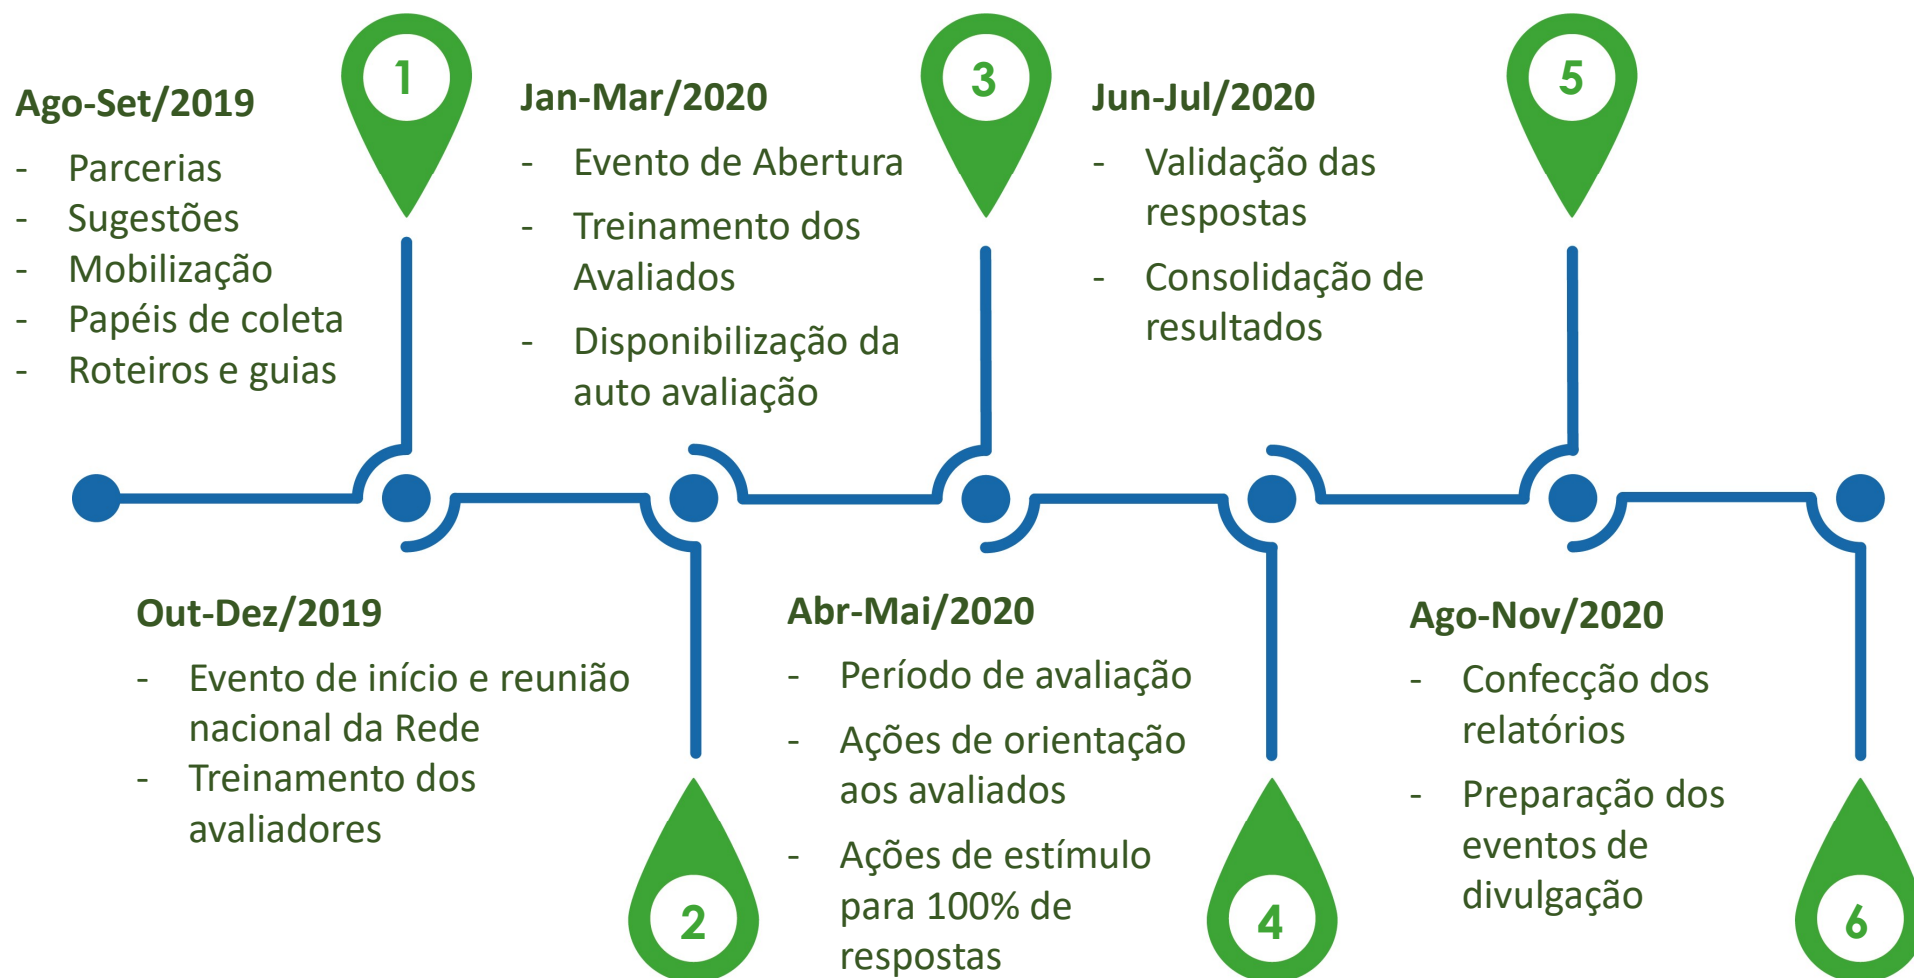 1
Ago-Set/2019
- Parcerias
- Sugestões
- Mobilização
- Papéis de coleta
- Roteiros e guias
2
Out-Dez/2019
- Evento de início e reunião
nacional da Rede
- Treinamento dos
avaliadores
3
Jan-Mar/2020
- Evento de Abertura
- Treinamento dos
Avaliados
- Disponibilização da
auto avaliação
4
Abr-Mai/2020
- Período de avaliação
- Ações de orientação
aos avaliados
- Ações de estímulo
para 100% de
respostas
5
Jun-Jul/2020
- Validação das
respostas
- Consolidação de
resultados
6
Ago-Nov/2020
- Confecção dos
relatórios
- Preparação dos
eventos de
divulgação